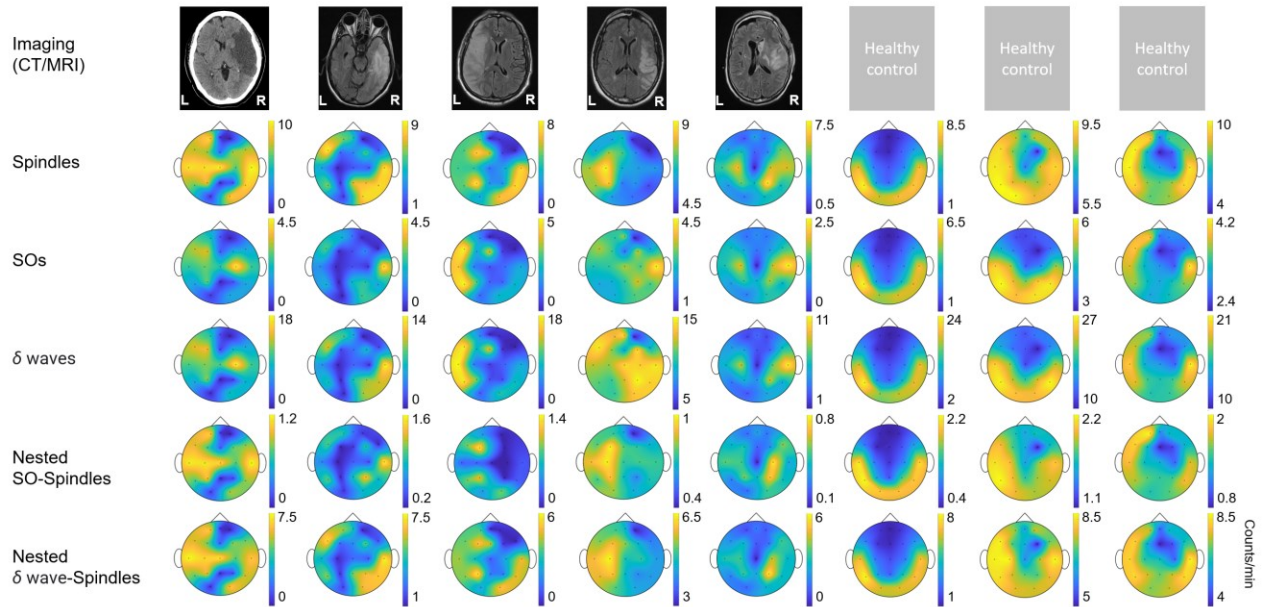 Imaging
(CT/MRI)
L R L R L R L R L R
Healthy control Healthy control Healthy control
Spindles
10 0 9 1 8 0 9 4.5 7.5 0.5 8.5 1 9.5 5.5 10 4
SOs
4.5 0 4.5 0 5 0 4.5 1 2.5 0 6.5 1 6 3 4.2 2.4
δ waves
18 0 14 0 18 0 15 5 11 1 24 2 27 10 21 10
Nested
SO-Spindles
1.2 0 1.6 0.2 1.4 0 1 0.4 0.8 0.1 2.2 0.4 2.2 1.1 2 0.8
Nested
δ wave-Spindles
7.5 0 7.5 1 6 0 6.5 3 6 0 8 1 8.5 5 8.5 4
Counts/min